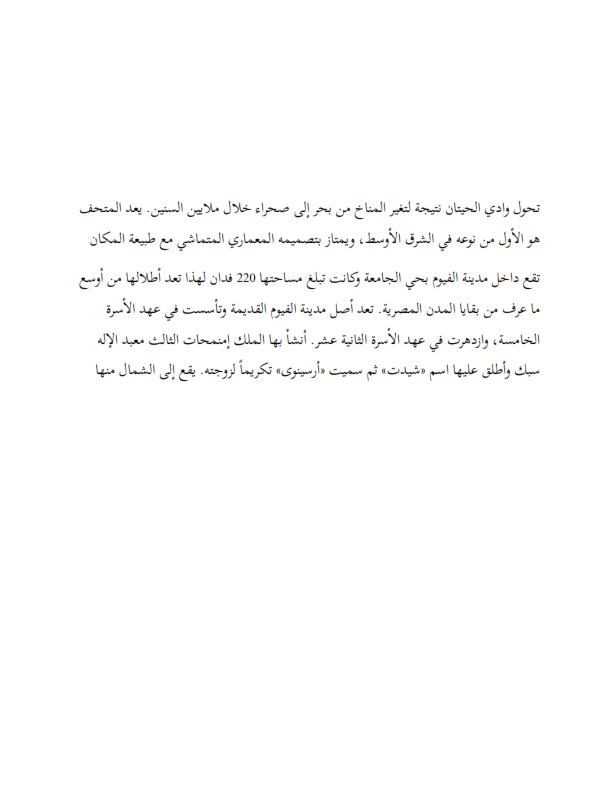 تحول وادي الحيتان نتيجة لتغير المناخ من بحر إلى صحراء خلال ملايين السنين. يعد المتحف
هو الأول من نوعه في الشرق الأوسط، ويمتاز بتصميمه المعماري المتماشي مع طبيعة المكان
تقع داخل مدينة الفيوم بحي الجامعة وكانت تبلغ مساحتها 220 فدان لهذا تعد أطلالها من أوسع
ما عرف من بقايا المدن المصرية. تعد أصل مدينة الفيوم القديمة وتأسست في عهد الأسرة
الخامسة، وازدهرت في عهد الأسرة الثانية عشر. أنشأ بها الملك إمنمحات الثالث معبد الإله
سبك وأطلق عليها اسم «شيدت» ثم سميت «أرسينوى» تكريماً لزوجته. يقع إلى الشمال منها